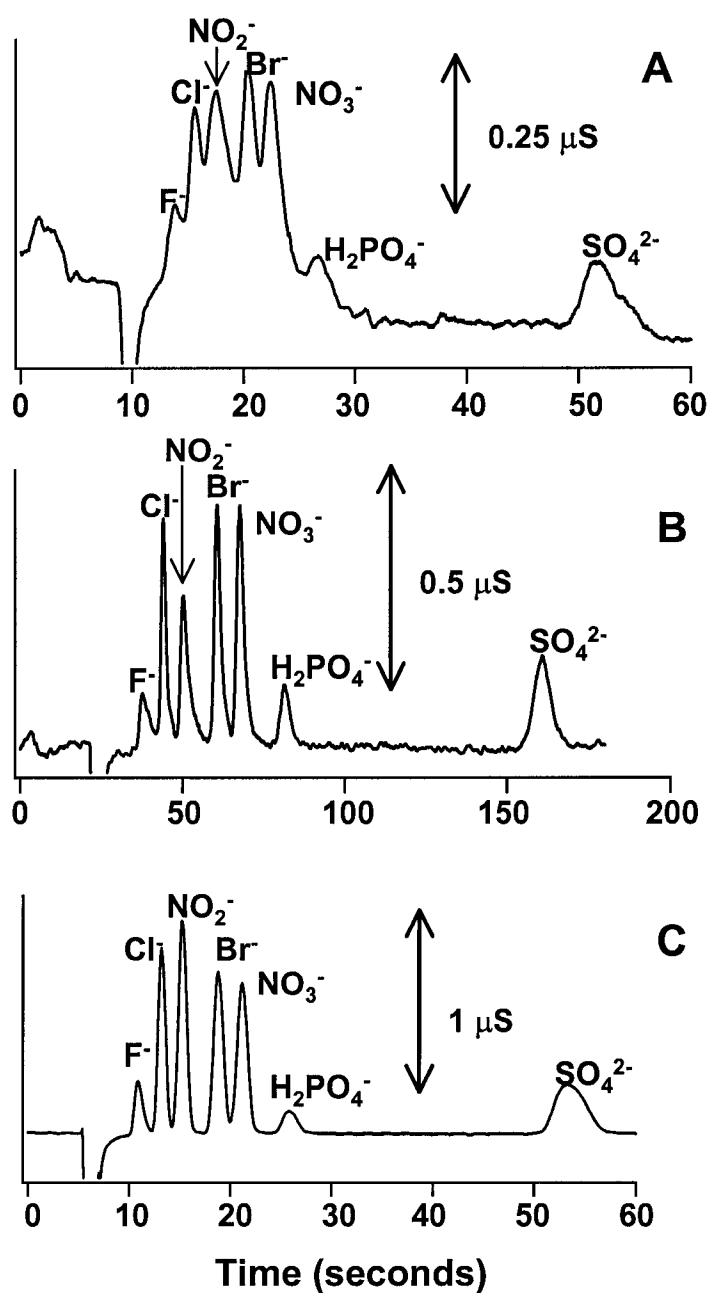 NO₂⁻
Br⁻
A
Cl⁻
NO₃⁻
0.25 µS
F⁻
H₂PO₄⁻
SO₄²⁻
0 10 20 30 40 50 60
NO₂⁻
Cl⁻
Br⁻
NO₃⁻
B
0.5 µS
F⁻
H₂PO₄⁻
SO₄²⁻
0 50 100 150 200
NO₂⁻
Cl⁻
Br⁻
C
NO₃⁻
1 µS
F⁻
H₂PO₄⁻
SO₄²⁻
0 10 20 30 40 50 60
Time (seconds)